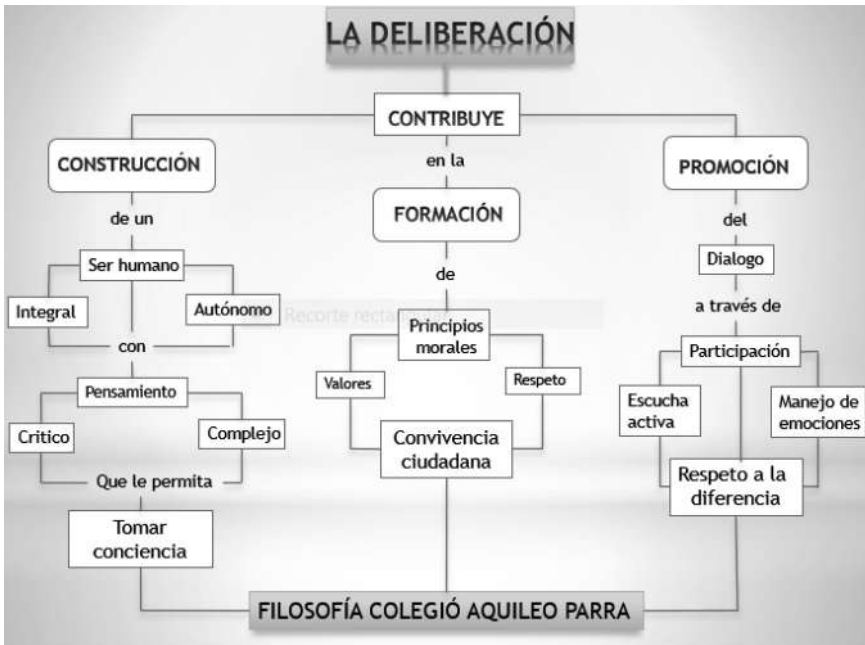 LA DELIBERACIÓN
CONTRIBUYE
CONSTRUCCIÓN
de un
Ser humano
Integral
Autónomo
con
Pensamiento
Critico
Complejo
Que le permita
Tomar
conciencia
en la
FORMACIÓN
de
Principios
morales
Valores
Respeto
Convivencia
ciudadana
PROMOCIÓN
del
Dialogo
a través de
Participación
Escucha
activa
Manejo de
emociones
Respeto a la
diferencia
Recorte rectangular
FILOSOFÍA COLEGIÓ AQUILEO PARRA